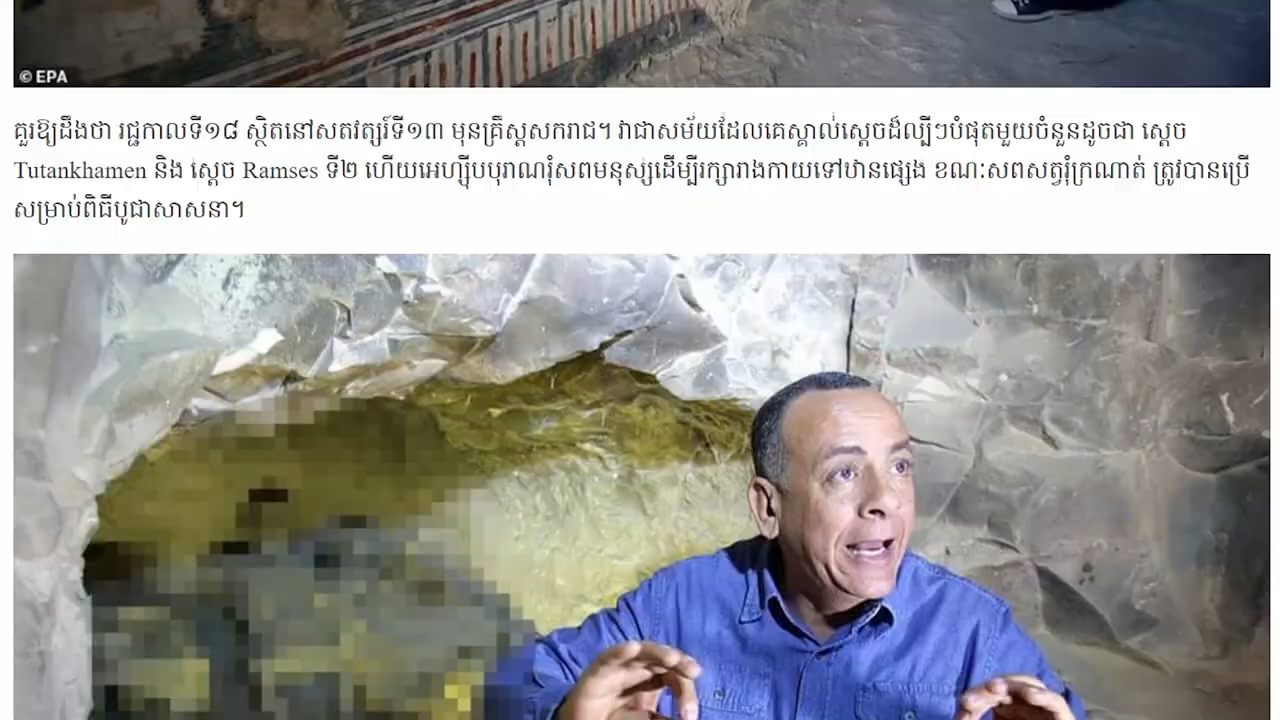 © EPA
គួរឱ្យដឹងថា រជ្ជកាលទី១៨ ស្ថិតនៅសតវត្សរ៍ទី១៣ មុនគ្រឹស្តសករាជ។ វាជាសម័យដែលគេស្គាល់ស្តេចដ៏ល្បីៗបំផុតមួយចំនួនដូចជា ស្តេច
Tutankhamen និង ស្តេច Ramses ទី២ ហើយអេហ្ស៊ីបបុរាណរុំសពមនុស្សដើម្បីរក្សារាងកាយទៅឋានផ្សេង ខណៈសពសត្វរុំក្រណាត់ ត្រូវបានប្រើ
សម្រាប់ពិធីបូជាសាសនា។